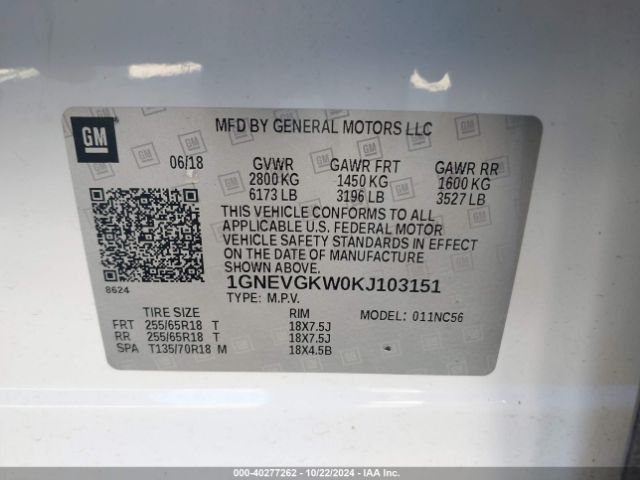 GM
MFD BY GENERAL MOTORS LLC
06/18 GVWR GAWR FRT GAWR RR
2800 KG 1450 KG 1600 KG
6173 LB 3196 LB 3527 LB
THIS VEHICLE CONFORMS TO ALL
APPLICABLE U.S. FEDERAL MOTOR
VEHICLE SAFETY STANDARDS IN EFFECT
ON THE DATE OF MANUFACTURE
SHOWN ABOVE.
8624 1GNEVGKW0KJ103151
TYPE: M.P.V.
TIRE SIZE RIM MODEL: 011NC56
FRT 255/65R18 T 18X7.5J
RR 255/65R18 T 18X7.5J
SPA T135/70R18 M 18X4.5B
000-40277262 - 10/22/2024 - IAA Inc.